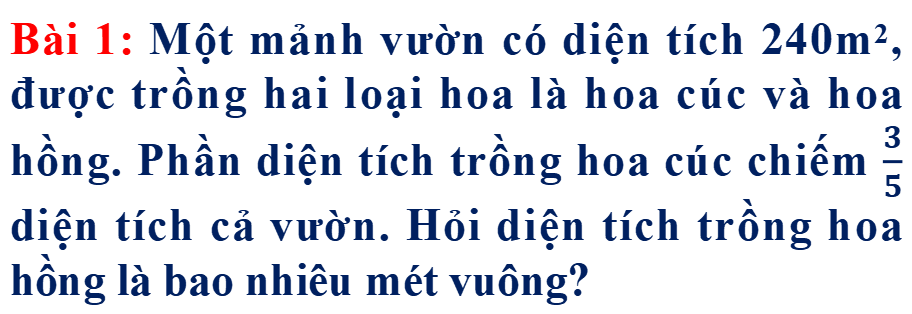 Bài 1: Một mảnh vườn có diện tích 240m², 
được trồng hai loại hoa là hoa cúc và hoa
hồng. Phần diện tích trồng hoa cúc chiếm 3/5
diện tích cả vườn. Hỏi diện tích trồng hoa
hồng là bao nhiêu mét vuông?